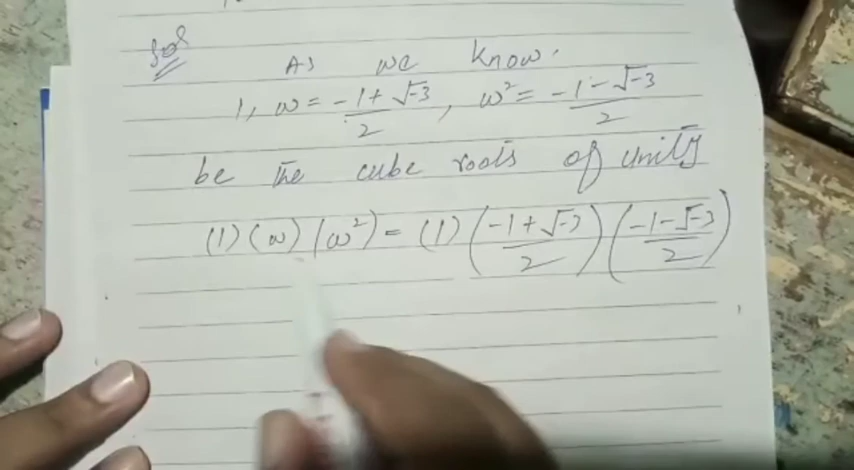 Sol
As we know.
1, ω = -1 + √-3 / 2 , ω² = -1 - √-3 / 2
be the cube roots of unity
(1) (ω) (ω²) = (1) (-1 + √-3 / 2) (-1 - √-3 / 2)